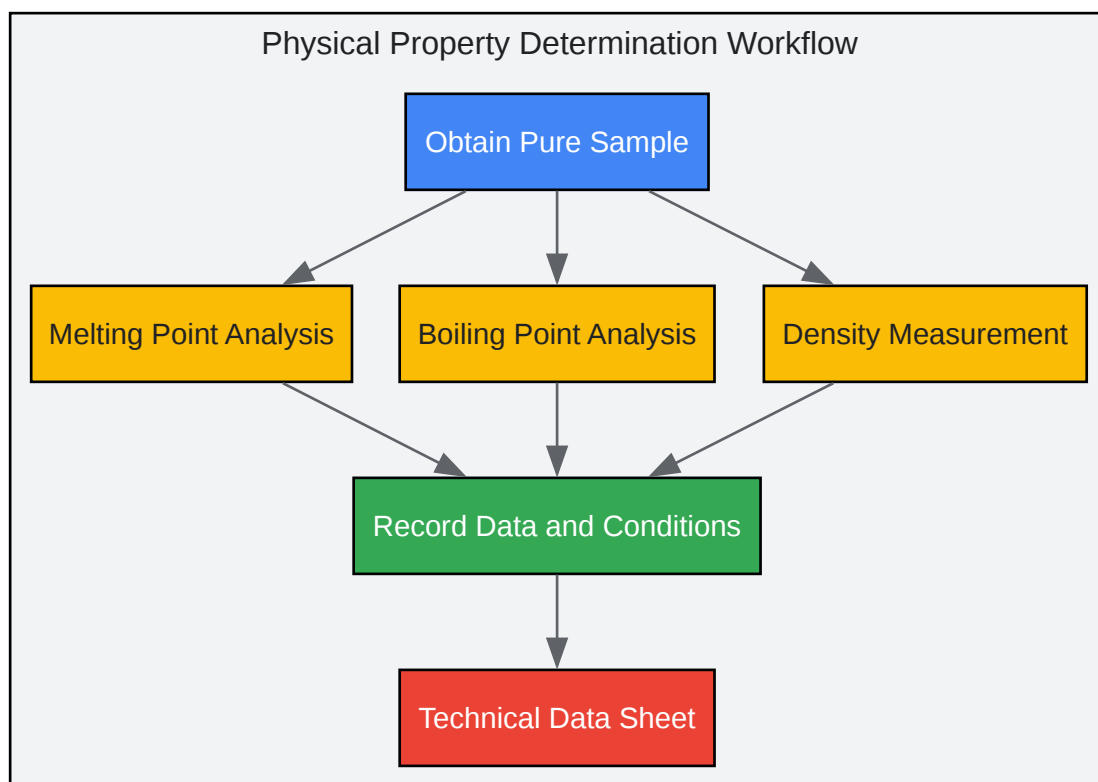 Physical Property Determination Workflow
Obtain Pure Sample
Melting Point Analysis
Boiling Point Analysis
Density Measurement
Record Data and Conditions
Technical Data Sheet